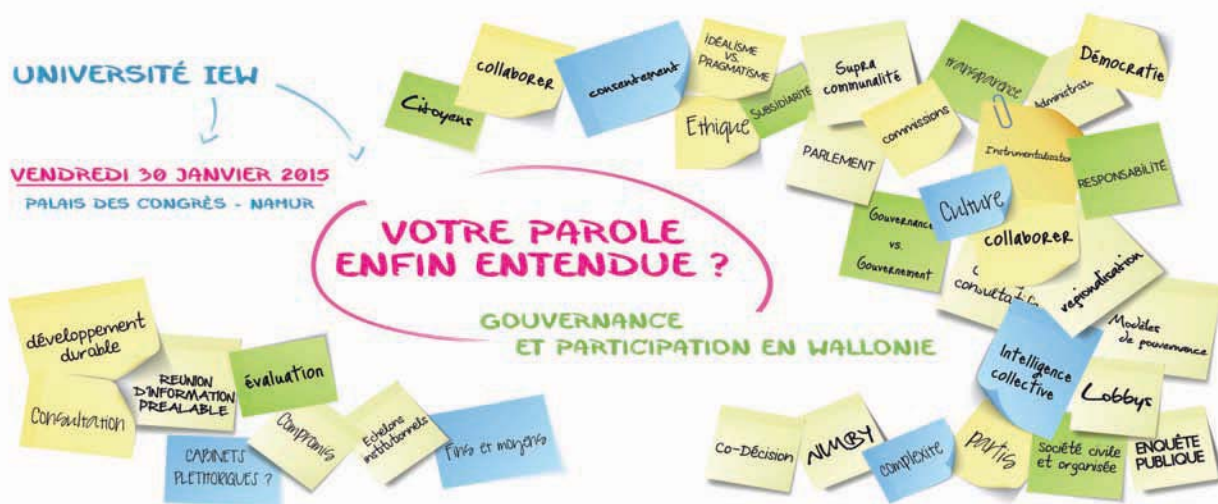 UNIVERSITÉ IEW
VENDREDI 30 JANVIER 2015
PALAIS DES CONGRÈS - NAMUR
VOTRE PAROLE
ENFIN ENTENDUE ?
GOUVERNANCE
ET PARTICIPATION EN WALLONIE
Citoyens
collaborer
consentement
IDÉALISME
VS.
PRAGMATISME
Ethique
SUBSIDIARITÉ
Supra
communalité
PARLEMENT
commissions
transparence
Démocratie
Instrumentalisation
RESPONSABILITÉ
Culture
Gouvernance
vs.
Gouvernement
collaborer
régionalisation
Modèles
de gouvernance
Intelligence
collective
Lobbys
développement
durable
Consultation
REUNION
D'INFORMATION
PREALABLE
évaluation
CABINETS
PLETHORIQUES ?
Compromis
Echelons
institutionnels
Fins et moyens
Co-Décision
NIMBY
complexité
Partis
Société civile
et organisée
ENQUÊTE
PUBLIQUE